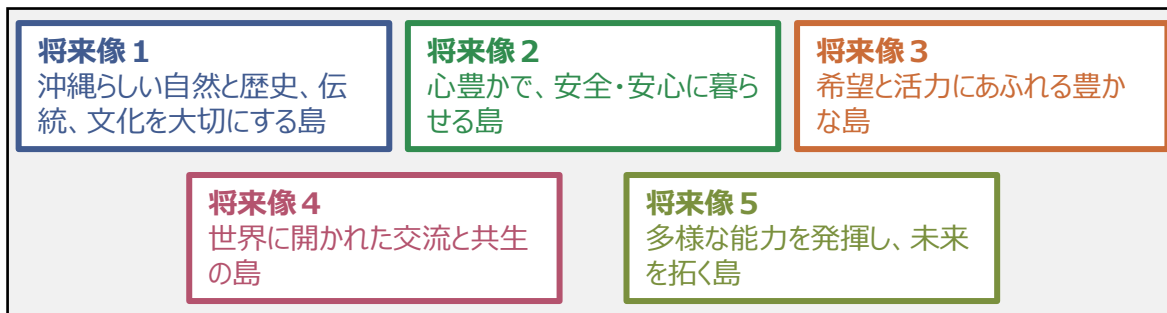 将来像１
沖縄らしい自然と歴史、伝
統、文化を大切にする島
将来像２
心豊かで、安全・安心に暮ら
せる島
将来像３
希望と活力にあふれる豊か
な島
将来像４
世界に開かれた交流と共生
の島
将来像５
多様な能力を発揮し、未来
を拓く島